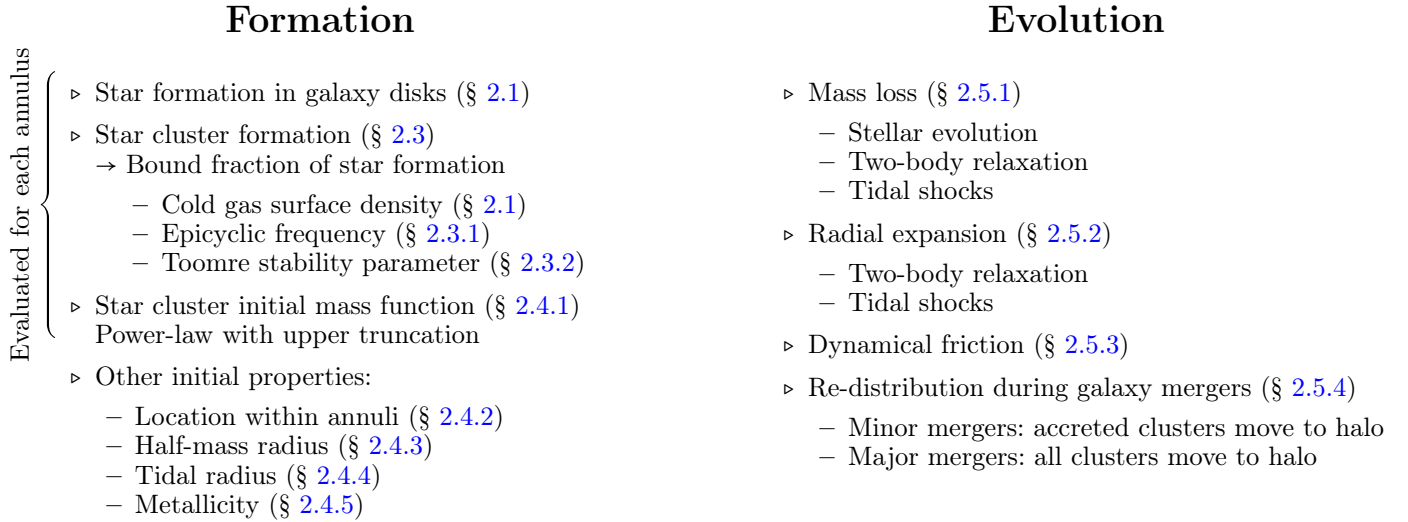 Formation
Evaluated for each annulus
▹ Star formation in galaxy disks (§ 2.1)
▹ Star cluster formation (§ 2.3)
→ Bound fraction of star formation
– Cold gas surface density (§ 2.1)
– Epicyclic frequency (§ 2.3.1)
– Toomre stability parameter (§ 2.3.2)
▹ Star cluster initial mass function (§ 2.4.1)
Power-law with upper truncation
▹ Other initial properties:
– Location within annuli (§ 2.4.2)
– Half-mass radius (§ 2.4.3)
– Tidal radius (§ 2.4.4)
– Metallicity (§ 2.4.5)
Evolution
▹ Mass loss (§ 2.5.1)
– Stellar evolution
– Two-body relaxation
– Tidal shocks
▹ Radial expansion (§ 2.5.2)
– Two-body relaxation
– Tidal shocks
▹ Dynamical friction (§ 2.5.3)
▹ Re-distribution during galaxy mergers (§ 2.5.4)
– Minor mergers: accreted clusters move to halo
– Major mergers: all clusters move to halo